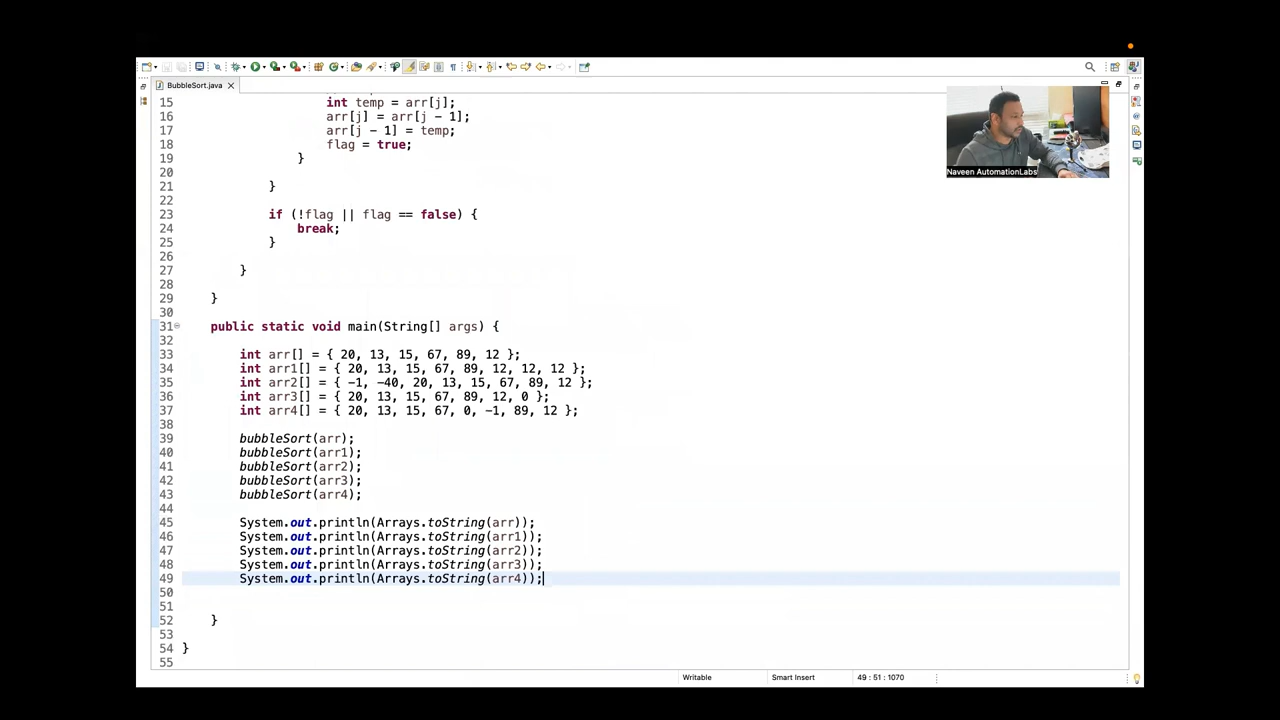 BubbleSort.java
15 int temp = arr[j];
16 arr[j] = arr[j - 1];
17 arr[j - 1] = temp;
18 flag = true;
19 }
20
21 }
22
23 if (!flag || flag == false) {
24 break;
25 }
26
27 }
28
29 }
30
31 public static void main(String[] args) {
32
33 int arr[] = { 20, 13, 15, 67, 89, 12 };
34 int arr1[] = { 20, 13, 15, 67, 89, 12, 12, 12 };
35 int arr2[] = { -1, -40, 20, 13, 15, 67, 89, 12 };
36 int arr3[] = { 20, 13, 15, 67, 89, 12, 0 };
37 int arr4[] = { 20, 13, 15, 67, 0, -1, 89, 12 };
38
39 bubbleSort(arr);
40 bubbleSort(arr1);
41 bubbleSort(arr2);
42 bubbleSort(arr3);
43 bubbleSort(arr4);
44
45 System.out.println(Arrays.toString(arr));
46 System.out.println(Arrays.toString(arr1));
47 System.out.println(Arrays.toString(arr2));
48 System.out.println(Arrays.toString(arr3));
49 System.out.println(Arrays.toString(arr4));
50
51
52 }
53
54 }
55
Naveen AutomationLabs
Writable Smart Insert 49 : 51 : 1070